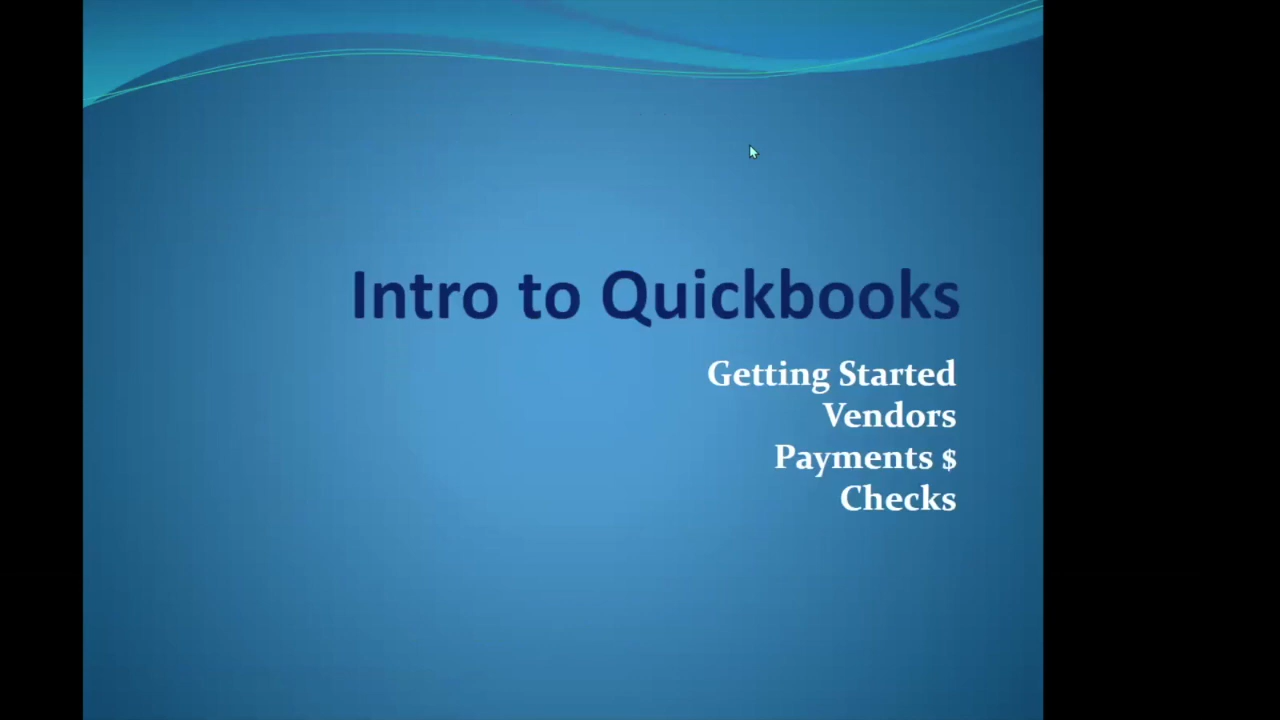 Intro to Quickbooks
Getting Started
Vendors
Payments $
Checks